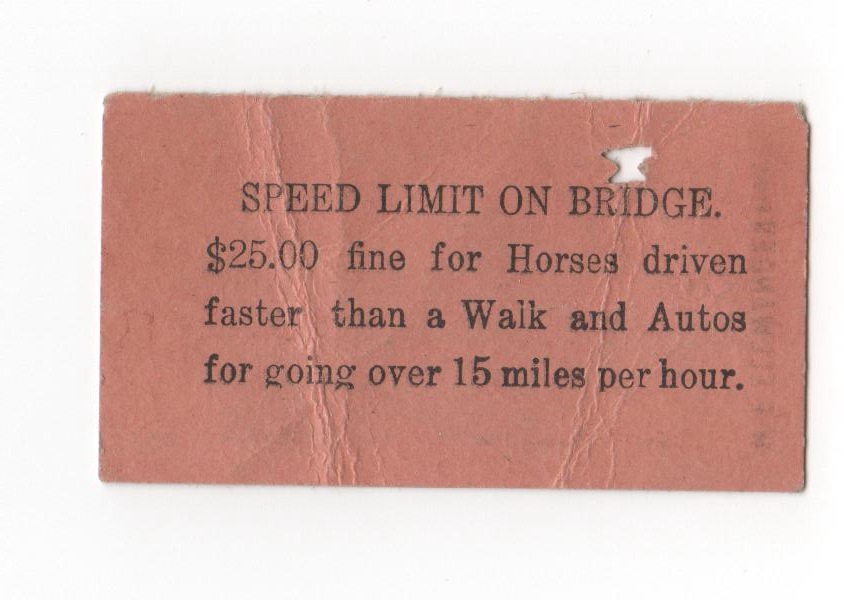 SPEED LIMIT ON BRIDGE.
$25.00 fine for Horses driven
faster than a Walk and Autos
for going over 15 miles per hour.